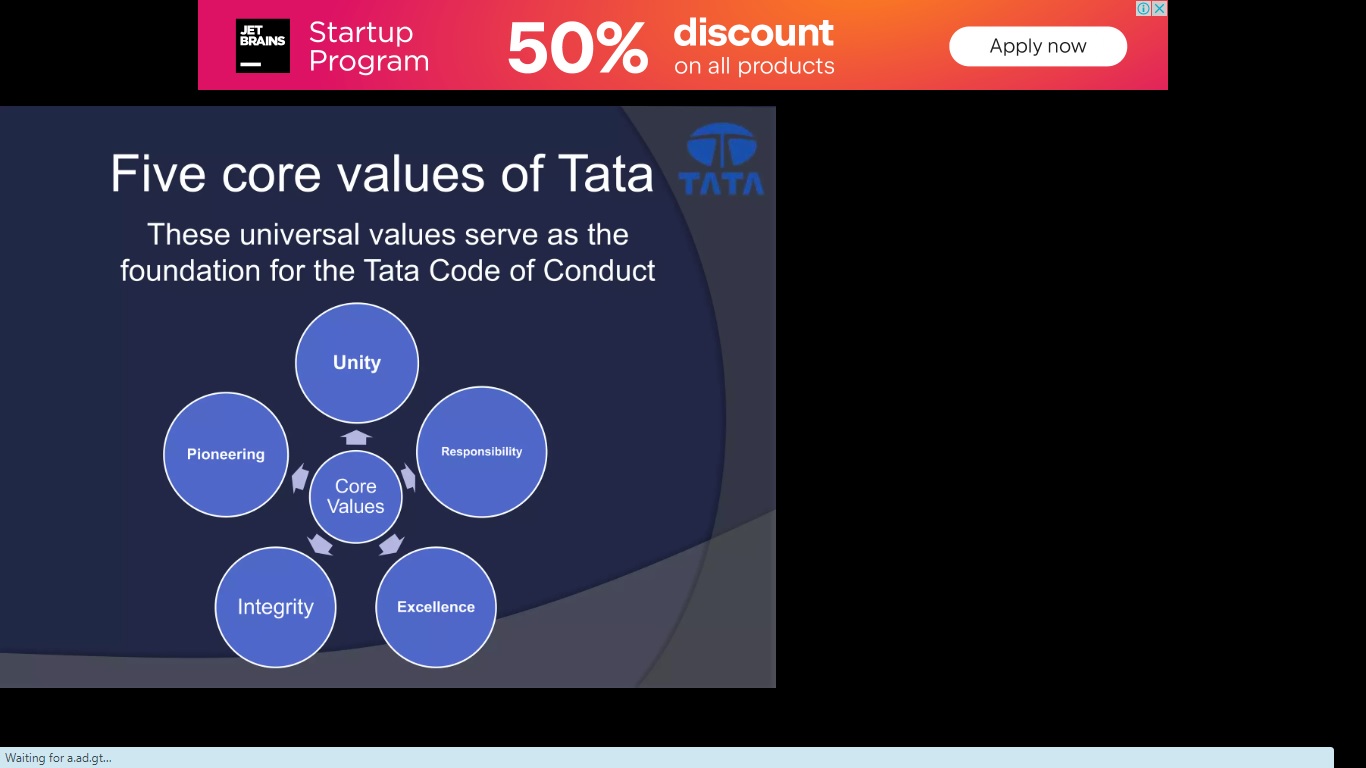 JET
BRAINS
Startup
Program
50%
discount
on all products
Apply now
Five core values of Tata
TATA
These universal values serve as the
foundation for the Tata Code of Conduct
Unity
Pioneering
Responsibility
Core
Values
Integrity
Excellence
Waiting for a.ad.gt...